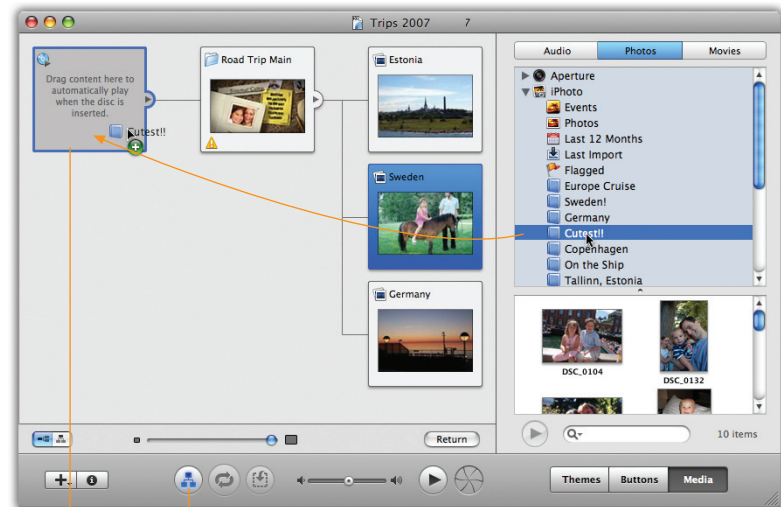 Trips 2007
7
Drag content here to
automatically play
when the disc is
inserted.
Cutest!!
Road Trip Main
Estonia
Sweden
Germany
Return
Audio
Photos
Movies
Aperture
iPhoto
Events
Photos
Last 12 Months
Last Import
Flagged
Europe Cruise
Sweden!
Germany
Cutest!!
Copenhagen
On the Ship
Tallinn, Estonia
DSC_0104
DSC_0132
10 items
Themes
Buttons
Media